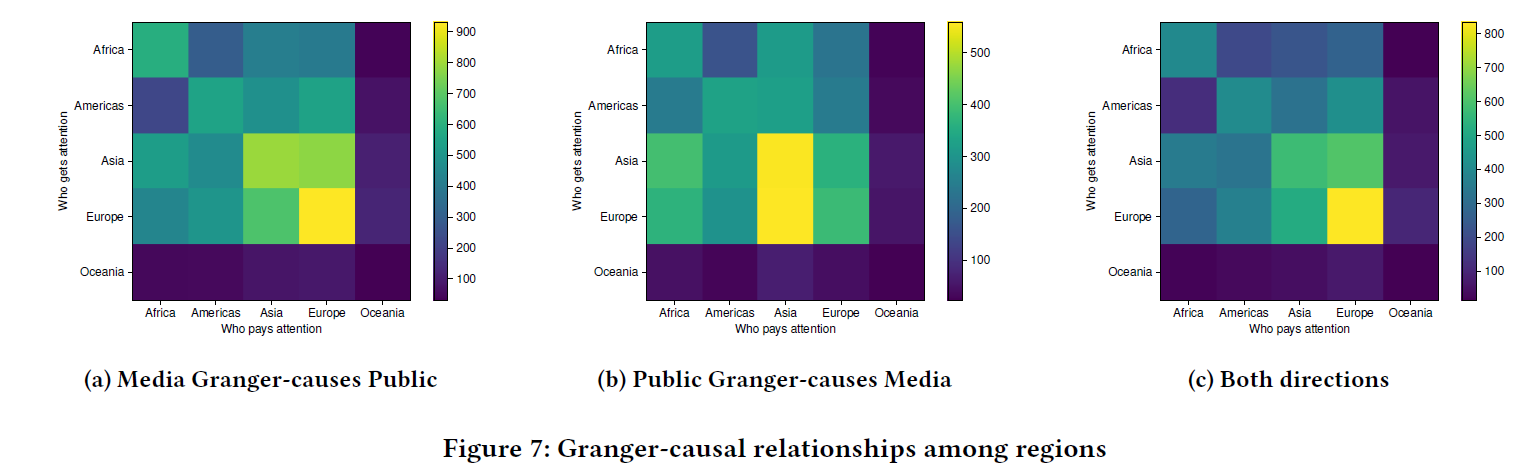 Who gets attention
Africa
Americas
Asia
Europe
Oceania
Africa Americas Asia Europe Oceania
Who pays attention
900
800
700
600
500
400
300
200
100
(a) Media Granger-causes Public
Who gets attention
Africa
Americas
Asia
Europe
Oceania
Africa Americas Asia Europe Oceania
Who pays attention
500
400
300
200
100
(b) Public Granger-causes Media
Who gets attention
Africa
Americas
Asia
Europe
Oceania
Africa Americas Asia Europe Oceania
Who pays attention
800
700
600
500
400
300
200
100
(c) Both directions
Figure 7: Granger-causal relationships among regions